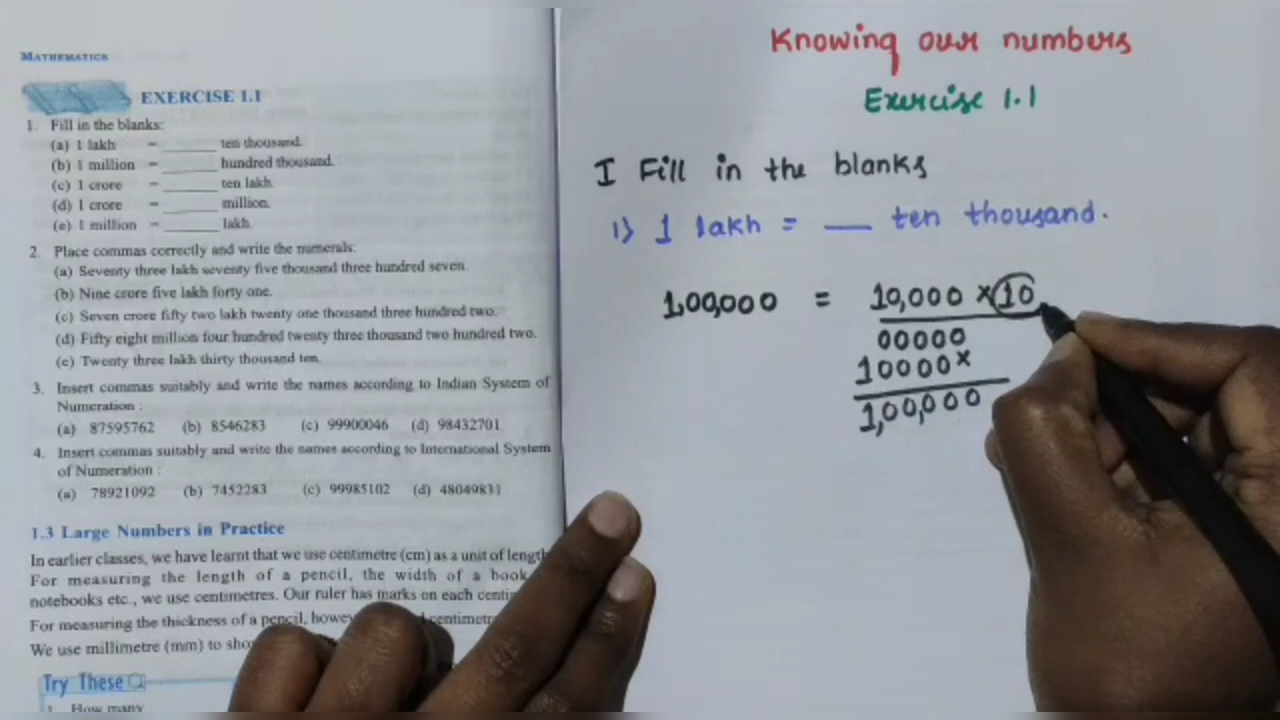 MATHEMATICS
EXERCISE 1.1
1. Fill in the blanks:
(a) 1 lakh = ______ ten thousand.
(b) 1 million = ______ hundred thousand.
(c) 1 crore = ______ ten lakh.
(d) 1 crore = ______ million.
(e) 1 million = ______ lakh.
2. Place commas correctly and write the numerals:
(a) Seventy three lakh seventy five thousand three hundred seven.
(b) Nine crore five lakh forty one.
(c) Seven crore fifty two lakh twenty one thousand three hundred two.
(d) Fifty eight million four hundred twenty three thousand two hundred two.
(e) Twenty three lakh thirty thousand ten.
3. Insert commas suitably and write the names according to Indian System of
Numeration :
(a) 87595762 (b) 8546283 (c) 99900046 (d) 98432701
4. Insert commas suitably and write the names according to International System
of Numeration :
(a) 78921092 (b) 7452283 (c) 99985102 (d) 48049831
1.3 Large Numbers in Practice
In earlier classes, we have learnt that we use centimetre (cm) as a unit of length
For measuring the length of a pencil, the width of a book
notebooks etc., we use centimetres. Our ruler has marks on each
For measuring the thickness of a pencil,
We use millimetre (mm) to
Try These
1. How many
Knowing our numbers
Exercise 1.1
I Fill in the blanks
1) 1 lakh = __ ten thousand.
1,00,000 = 10,000 × 10
00000
10000×
1,00,000